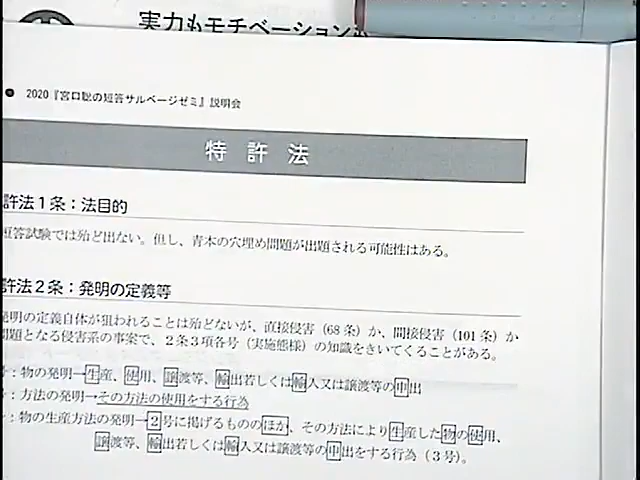 実力もモチベーション
2020『宮口聡の短答サルベージゼミ』説明会
特許法
許法1条：法目的
短答試験では殆ど出ない。但し、青本の穴埋め問題が出題される可能性はある。
許法2条：発明の定義等
発明の定義自体が狙われることは殆どないが、直接侵害（68条）か、間接侵害（101条）か
問題となる侵害系の事案で、2条3項各号（実施態様）の知識をきいてくることがある。
：物の発明→生産、使用、譲渡等、輸出若しくは輸入又は譲渡等の申出
：方法の発明→その方法の使用をする行為
：物の生産方法の発明→2号に掲げるもののほか、その方法により生産した物の使用、
譲渡等、輸出若しくは輸入又は譲渡等の申出をする行為（3号）。